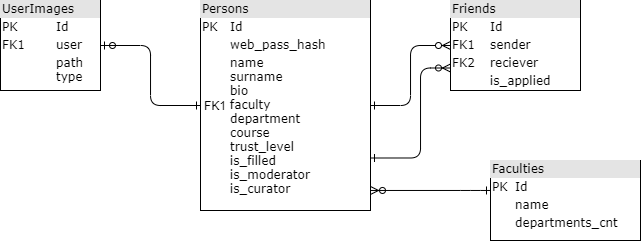 UserImages
PK Id
FK1 user
path
type
Persons
PK Id
web_pass_hash
name
surname
bio
FK1 faculty
department
course
trust_level
is_filled
is_moderator
is_curator
Friends
PK Id
FK1 sender
FK2 reciever
is_applied
Faculties
PK Id
name
departments_cnt